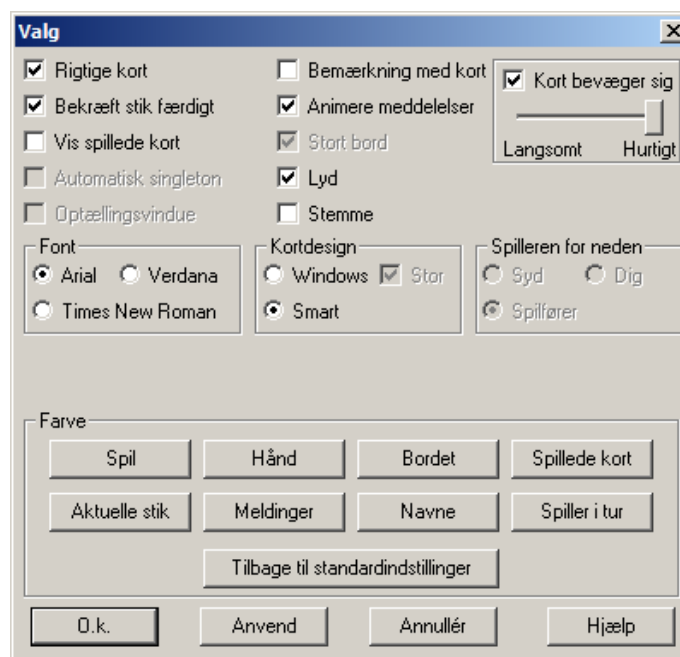 Valg
Rigtige kort
Bekræft stik færdigt
Vis spillede kort
Automatisk singleton
Optællingsvindue
Bemærkning med kort
Animere meddelelser
Stort bord
Lyd
Stemme
Kort bevæger sig
Langsomt Hurtigt
Font
Arial Verdana
Times New Roman
Kortdesign
Windows Stor
Smart
Spilleren for neden
Syd Dig
Spilfører
Farve
Spil Hånd Bordet Spillede kort
Aktuelle stik Meldinger Navne Spiller i tur
Tilbage til standardindstillinger
O.k. Anvend Annullér Hjælp